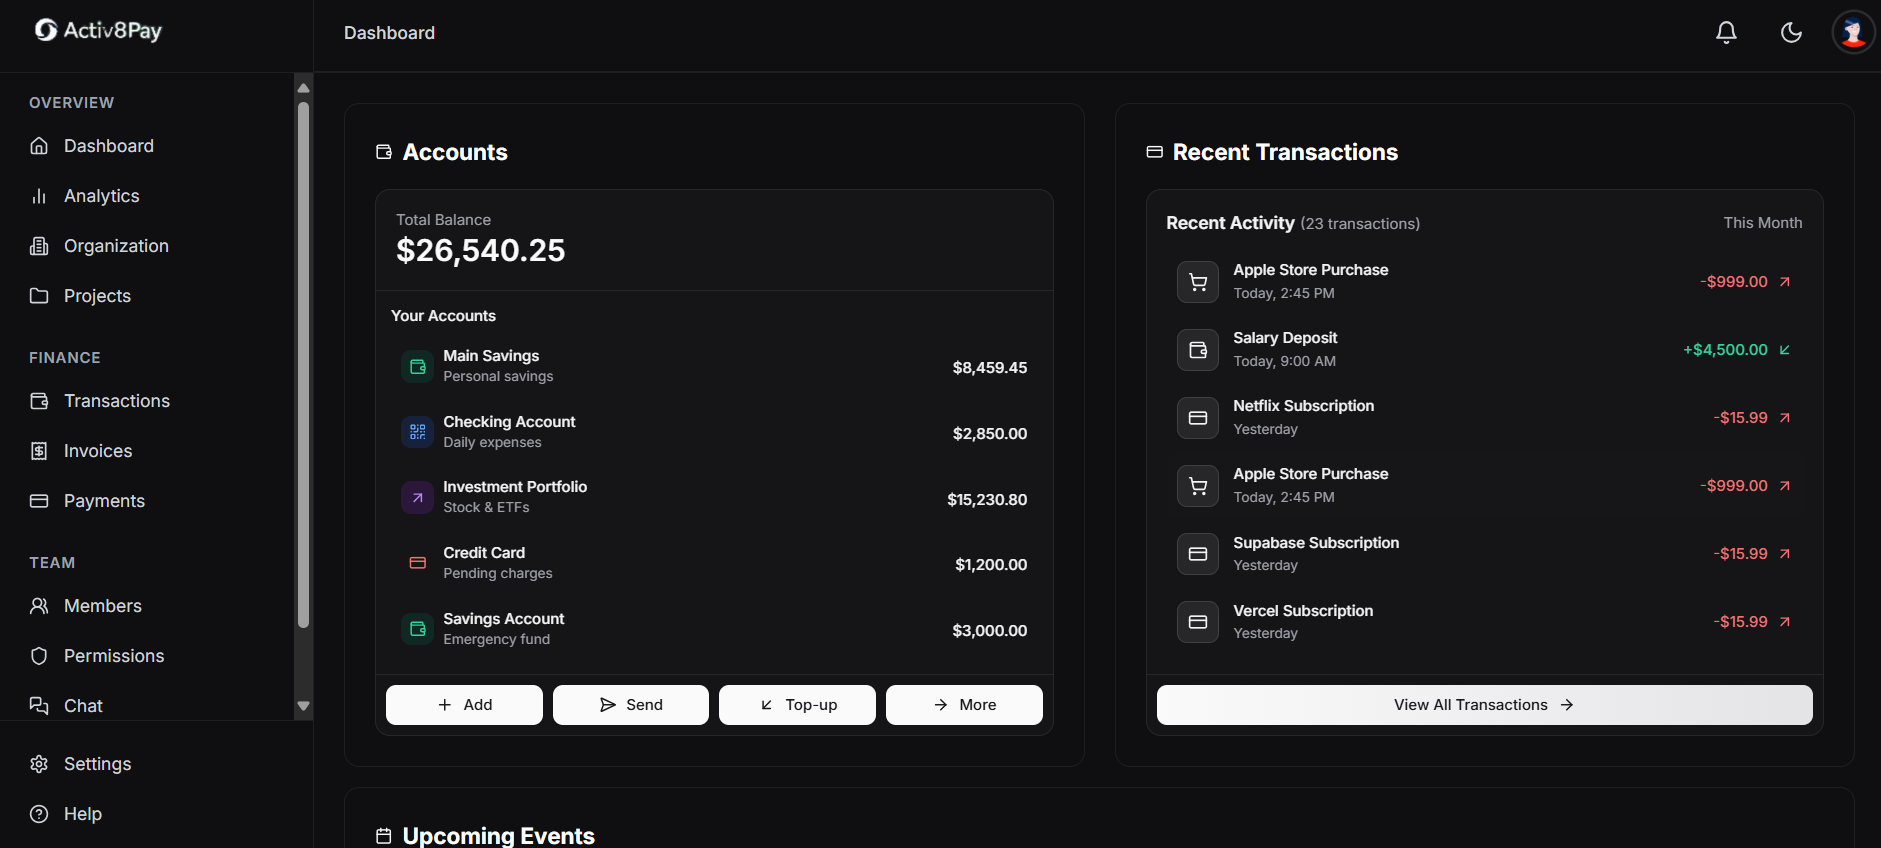 Activ8Pay
Dashboard
OVERVIEW
Dashboard
Analytics
Organization
Projects
FINANCE
Transactions
Invoices
Payments
TEAM
Members
Permissions
Chat
Settings
Help
Accounts
Total Balance
$26,540.25
Your Accounts
Main Savings
Personal savings
$8,459.45
Checking Account
Daily expenses
$2,850.00
Investment Portfolio
Stock & ETFs
$15,230.80
Credit Card
Pending charges
$1,200.00
Savings Account
Emergency fund
$3,000.00
Add
Send
Top-up
More
Recent Transactions
Recent Activity (23 transactions)
This Month
Apple Store Purchase
Today, 2:45 PM
-$999.00
Salary Deposit
Today, 9:00 AM
+$4,500.00
Netflix Subscription
Yesterday
-$15.99
Apple Store Purchase
Today, 2:45 PM
-$999.00
Supabase Subscription
Yesterday
-$15.99
Vercel Subscription
Yesterday
-$15.99
View All Transactions
Upcoming Events